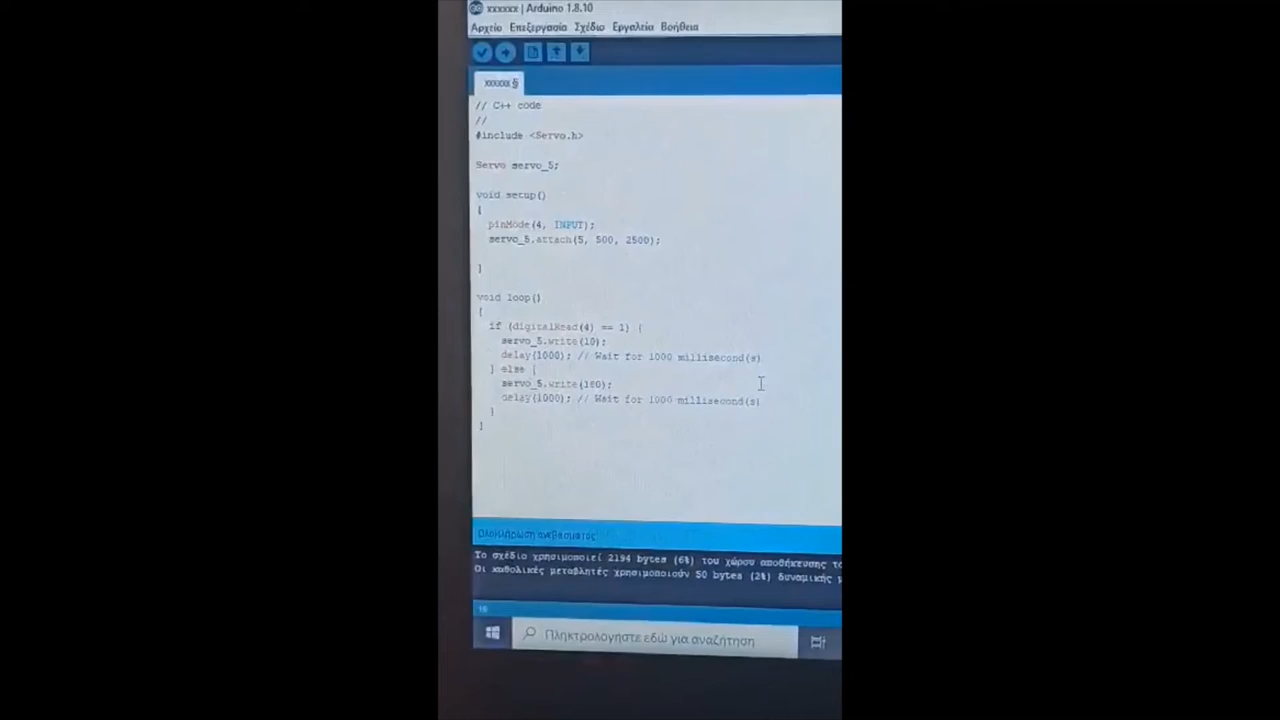 xxxxxx | Arduino 1.8.10
Αρχείο Επεξεργασία Σχέδιο Εργαλεία Βοήθεια
xxxxxx §
// C++ code
//
#include <Servo.h>
Servo servo_5;
void setup()
{
pinMode(4, INPUT);
servo_5.attach(5, 500, 2500);
}
void loop()
{
if (digitalRead(4) == 1) {
servo_5.write(10);
delay(1000); // Wait for 1000 millisecond(s)
} else {
servo_5.write(180);
delay(1000); // Wait for 1000 millisecond(s)
}
}
Ολοκλήρωση ανεβάσματος
Το σχέδιο χρησιμοποιεί 2194 bytes (6%) του χώρου αποθήκευσης
Οι καθολικές μεταβλητές χρησιμοποιούν 50 bytes (2%) δυναμικής
Πληκτρολογήστε εδώ για αναζήτηση